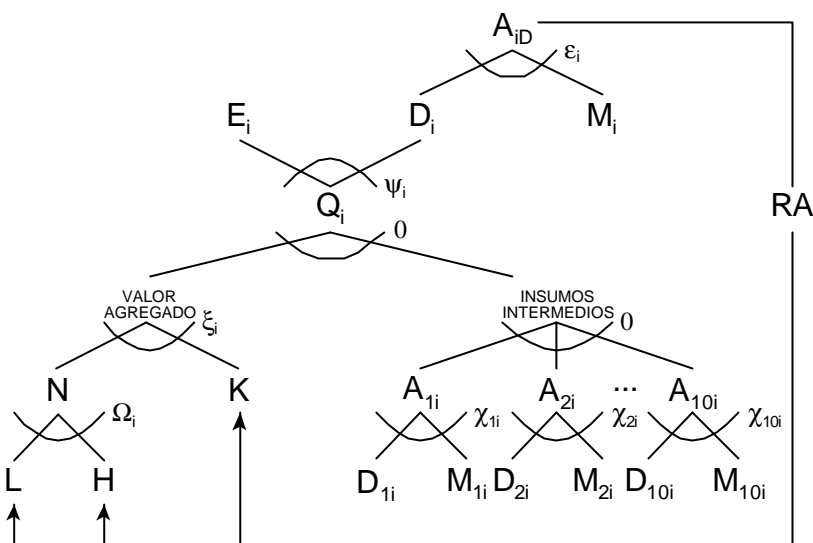 A_iD
ε_i
E_i D_i M_i
ψ_i
Q_i RA
0
VALOR AGREGADO ξ_i
INSUMOS INTERMEDIOS 0
N K A_1i A_2i ... A_10i
Ω_i χ_1i χ_2i χ_10i
L H D_1i M_1i D_2i M_2i D_10i M_10i